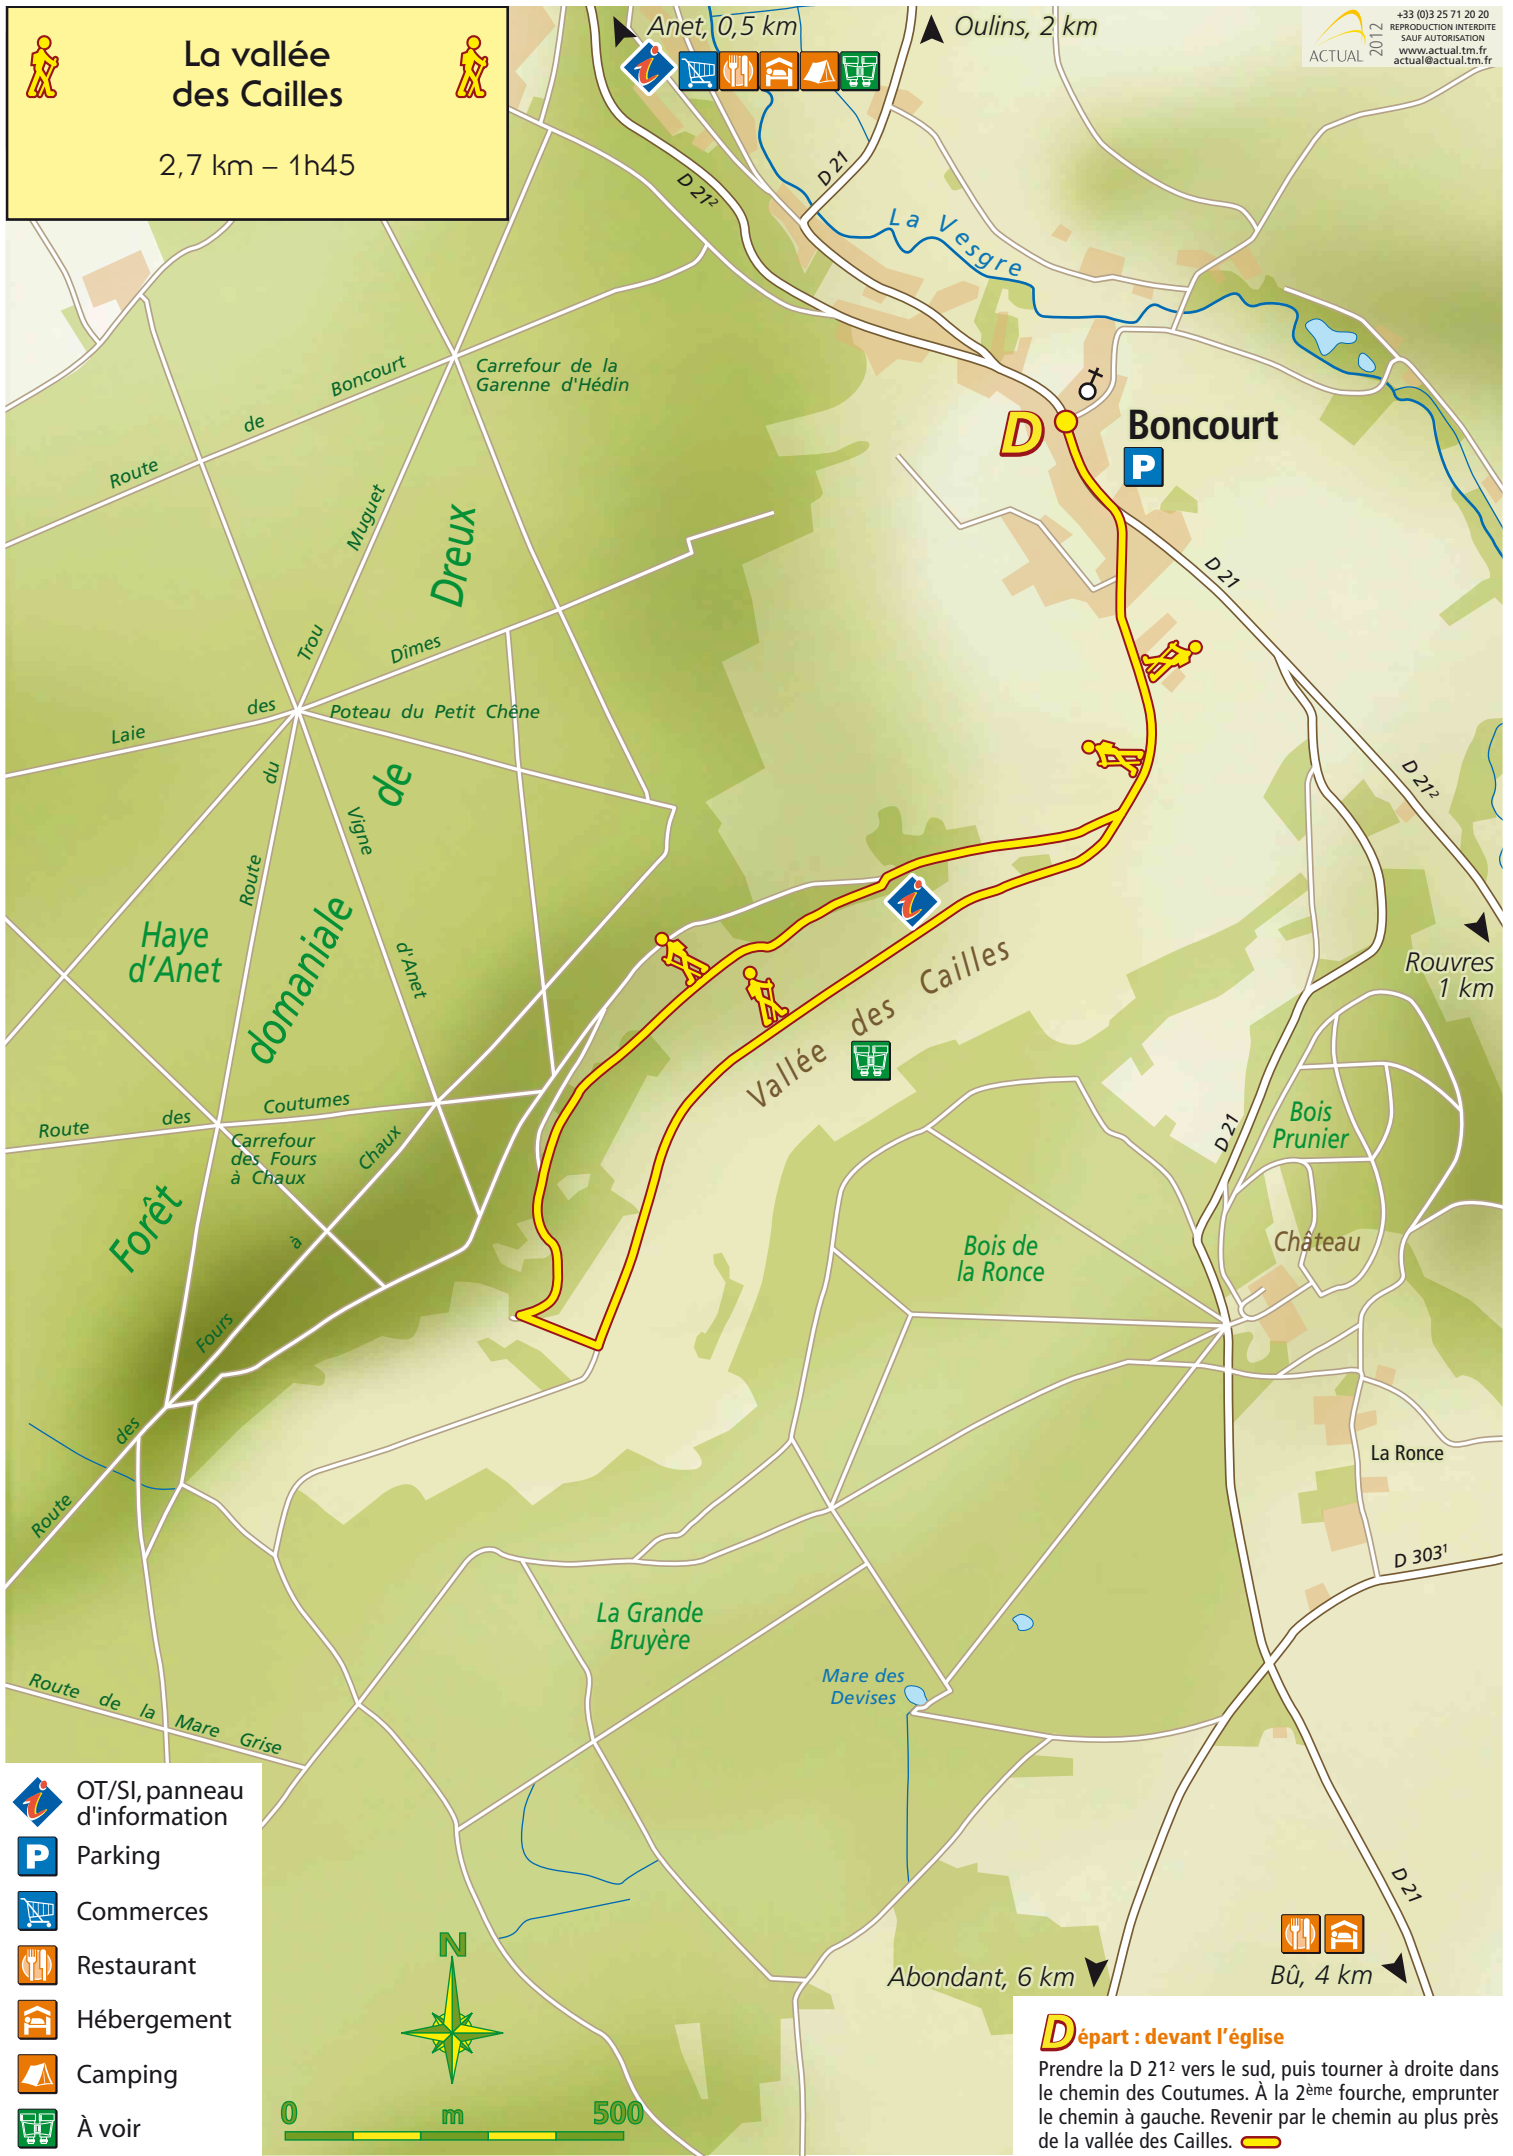 La vallée
des Cailles
2,7 km – 1h45
Anet, 0,5 km
Oulins, 2 km
ACTUAL 2012
+33 (0)3 25 71 20 20
REPRODUCTION INTERDITE
SAUF AUTORISATION
www.actual.tm.fr
actual@actual.tm.fr
D 21²
D 21
La Vesgre
Route de Boncourt
Carrefour de la
Garenne d'Hédin
D
Boncourt
P
D 21
Route du Trou Muguet
Laie des Dîmes
Poteau du Petit Chêne
Vigne d'Anet
Forêt domaniale de Dreux
Haye
d'Anet
D 21²
Rouvres
1 km
Vallée des Cailles
Route des Coutumes
Carrefour
des Fours
à Chaux
Route des Fours à Chaux
D 21
Bois
Prunier
Château
Bois de
la Ronce
La Ronce
D 303¹
La Grande
Bruyère
Mare des
Devises
Route de la Mare Grise
D 21
Abondant, 6 km
Bû, 4 km
OT/SI, panneau
d'information
P Parking
Commerces
Restaurant
Hébergement
Camping
À voir
N
0 m 500
Départ : devant l'église
Prendre la D 21² vers le sud, puis tourner à droite dans
le chemin des Coutumes. À la 2ème fourche, emprunter
le chemin à gauche. Revenir par le chemin au plus près
de la vallée des Cailles.